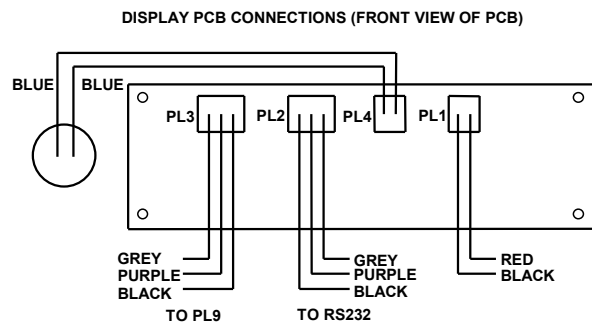 DISPLAY PCB CONNECTIONS (FRONT VIEW OF PCB)
BLUE BLUE
PL3 PL2 PL4 PL1
GREY GREY RED
PURPLE PURPLE BLACK
BLACK BLACK
TO PL9 TO RS232